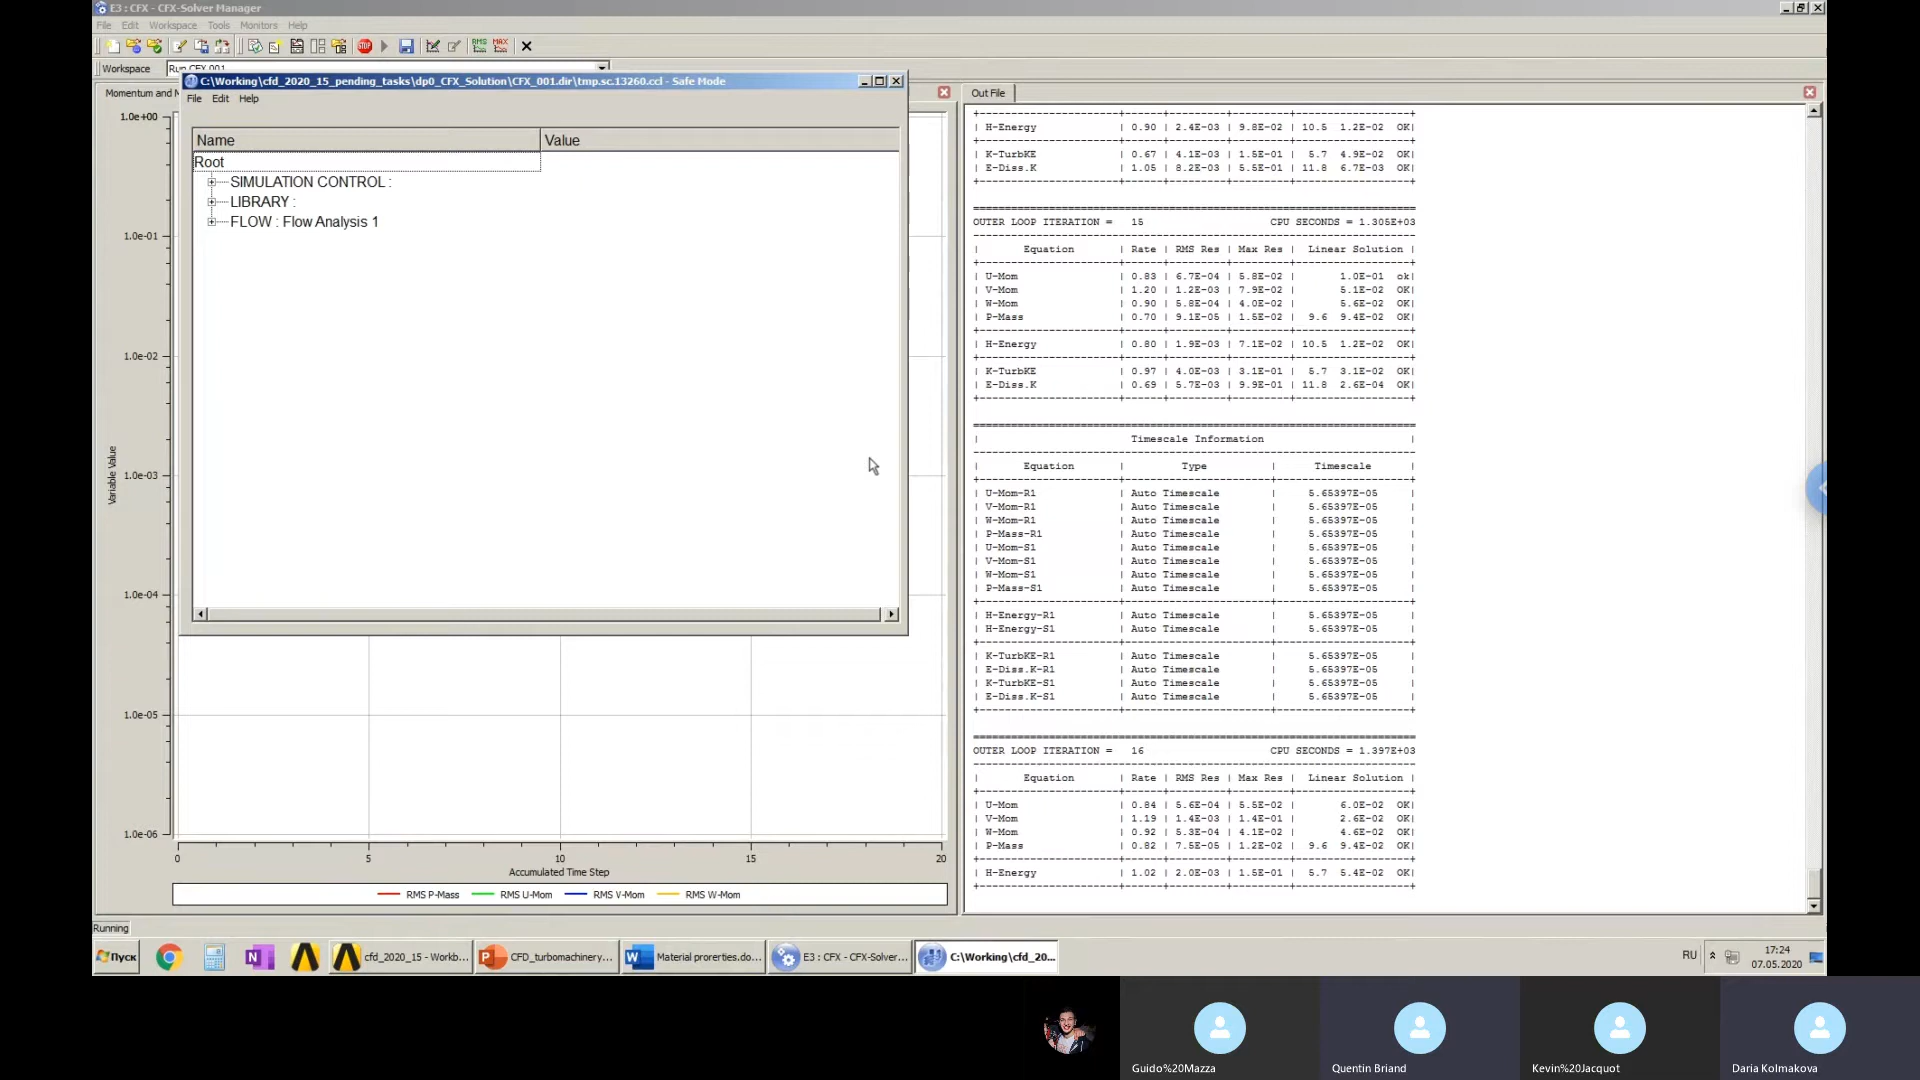 E3 : CFX - CFX-Solver Manager
File Edit Workspace Tools Monitors Help
Workspace Run CFX 001
C:\Working\cfd_2020_15_pending_tasks\dp0_CFX_Solution\CFX_001.dir\tmp.sc.13260.ccl - Safe Mode
File Edit Help
Name Value
Root
SIMULATION CONTROL :
LIBRARY :
FLOW : Flow Analysis 1
Momentum and
1.0e+00
1.0e-01
1.0e-02
1.0e-03
1.0e-04
1.0e-05
1.0e-06
Variable Value
0 5 10 15 20
Accumulated Time Step
RMS P-Mass RMS U-Mom RMS V-Mom RMS W-Mom
Out File
| H-Energy | 0.90 | 2.4E-03 | 9.8E-02 | 10.5 1.2E-02 OK|
| K-TurbKE | 0.67 | 4.1E-03 | 1.5E-01 | 5.7 4.9E-02 OK|
| E-Diss.K | 1.05 | 8.2E-03 | 5.5E-01 | 11.8 6.7E-03 OK|
OUTER LOOP ITERATION = 15 CPU SECONDS = 1.305E+03
| Equation | Rate | RMS Res | Max Res | Linear Solution |
| U-Mom | 0.83 | 6.7E-04 | 5.8E-02 | 1.0E-01 ok|
| V-Mom | 1.20 | 1.2E-03 | 7.9E-02 | 5.1E-02 OK|
| W-Mom | 0.90 | 5.8E-04 | 4.0E-02 | 5.6E-02 OK|
| P-Mass | 0.70 | 9.1E-05 | 1.5E-02 | 9.6 9.4E-02 OK|
| H-Energy | 0.80 | 1.9E-03 | 7.1E-02 | 10.5 1.2E-02 OK|
| K-TurbKE | 0.97 | 4.0E-03 | 3.1E-01 | 5.7 3.1E-02 OK|
| E-Diss.K | 0.69 | 5.7E-03 | 9.9E-01 | 11.8 2.6E-04 OK|
| Timescale Information |
| Equation | Type | Timescale |
| U-Mom-R1 | Auto Timescale | 5.65397E-05 |
| V-Mom-R1 | Auto Timescale | 5.65397E-05 |
| W-Mom-R1 | Auto Timescale | 5.65397E-05 |
| P-Mass-R1 | Auto Timescale | 5.65397E-05 |
| U-Mom-S1 | Auto Timescale | 5.65397E-05 |
| V-Mom-S1 | Auto Timescale | 5.65397E-05 |
| W-Mom-S1 | Auto Timescale | 5.65397E-05 |
| P-Mass-S1 | Auto Timescale | 5.65397E-05 |
| H-Energy-R1 | Auto Timescale | 5.65397E-05 |
| H-Energy-S1 | Auto Timescale | 5.65397E-05 |
| K-TurbKE-R1 | Auto Timescale | 5.65397E-05 |
| E-Diss.K-R1 | Auto Timescale | 5.65397E-05 |
| K-TurbKE-S1 | Auto Timescale | 5.65397E-05 |
| E-Diss.K-S1 | Auto Timescale | 5.65397E-05 |
OUTER LOOP ITERATION = 16 CPU SECONDS = 1.397E+03
| Equation | Rate | RMS Res | Max Res | Linear Solution |
| U-Mom | 0.84 | 5.6E-04 | 5.5E-02 | 6.0E-02 OK|
| V-Mom | 1.19 | 1.4E-03 | 1.4E-01 | 2.6E-02 OK|
| W-Mom | 0.92 | 5.3E-04 | 4.1E-02 | 4.6E-02 OK|
| P-Mass | 0.82 | 7.5E-05 | 1.2E-02 | 9.6 9.4E-02 OK|
| H-Energy | 1.02 | 2.0E-03 | 1.5E-01 | 5.7 5.4E-02 OK|
Running
Пуск cfd_2020_15 - Workb... CFD_turbomachinery... Material prorerties.do... E3 : CFX - CFX-Solver... C:\Working\cfd_20... RU 17:24
07.05.2020
Guido%20Mazza Quentin Briand Kevin%20Jacquot Daria Kolmakova